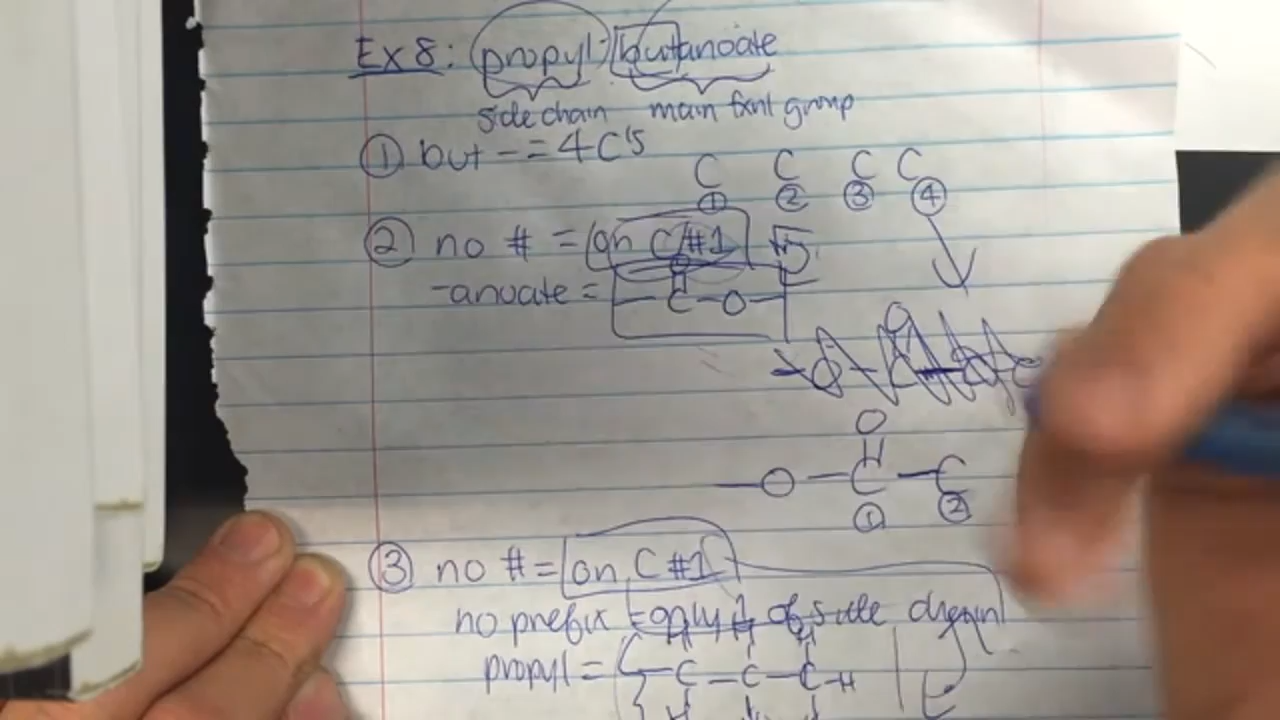 Ex 8: propyl butanoate
side chain main fxnl group
① but- = 4C's
C C C C
① ② ③ ④
② no # = on C #1
-anoate = -C-O-
O
-O-C-C
① ②
③ no # = on C #1
no prefix = only 1 of side chain
propyl = -C-C-C-H
H